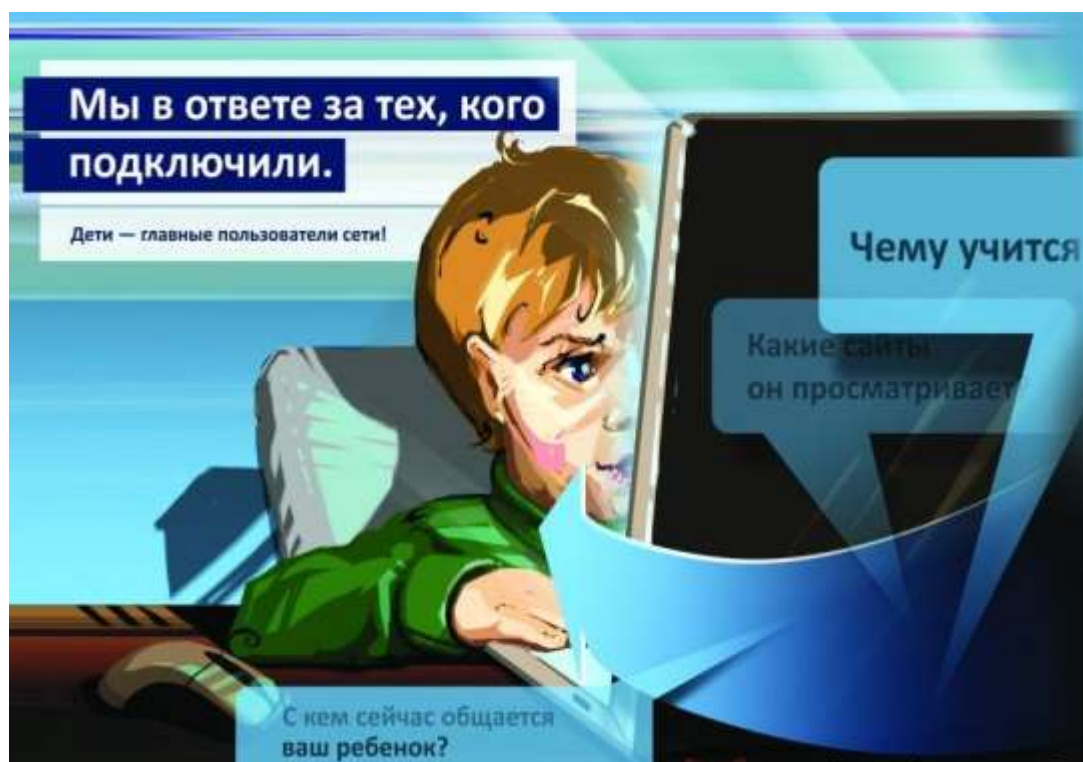 Мы в ответе за тех, кого
подключили.
Дети — главные пользователи сети!
Чему учится
Какие сайты
он просматривает
С кем сейчас общается
ваш ребенок?